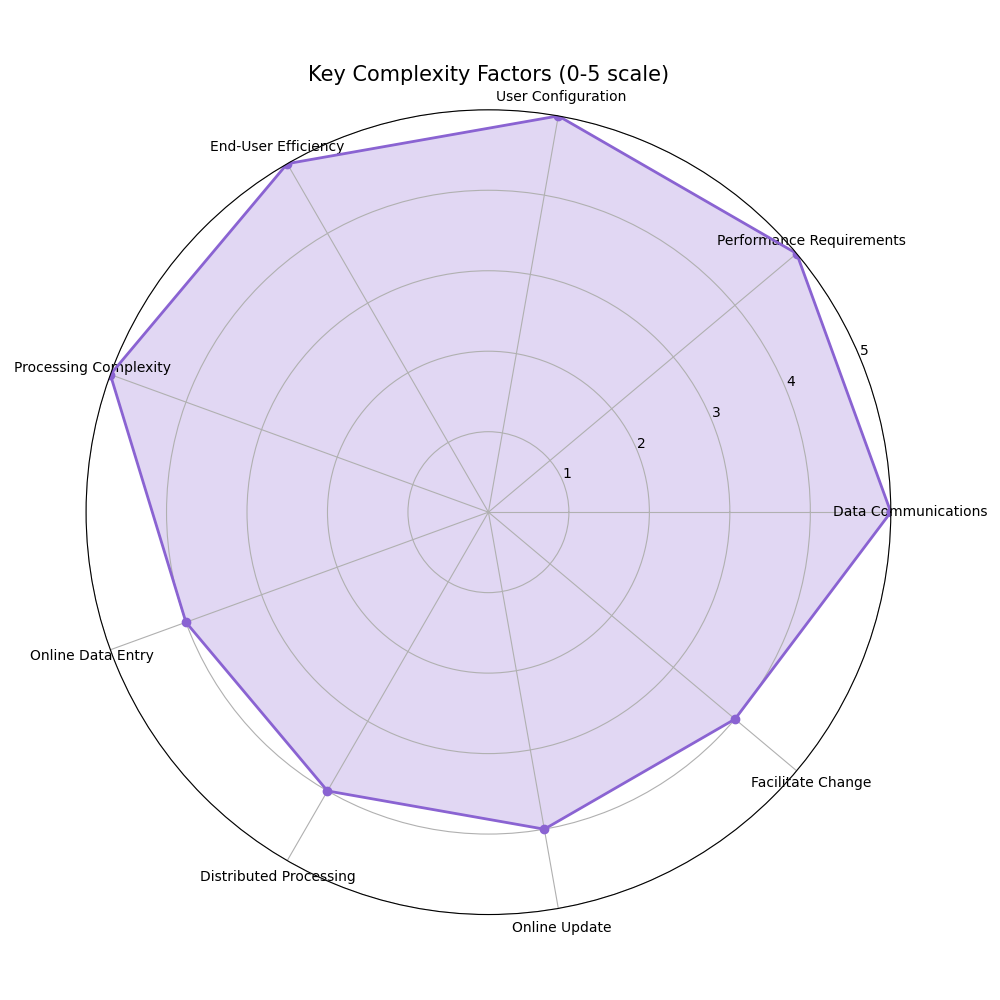 Key Complexity Factors (0-5 scale)
User Configuration
End-User Efficiency
Performance Requirements
5
Processing Complexity
4
3
2
1
Data Communications
Online Data Entry
Facilitate Change
Distributed Processing
Online Update